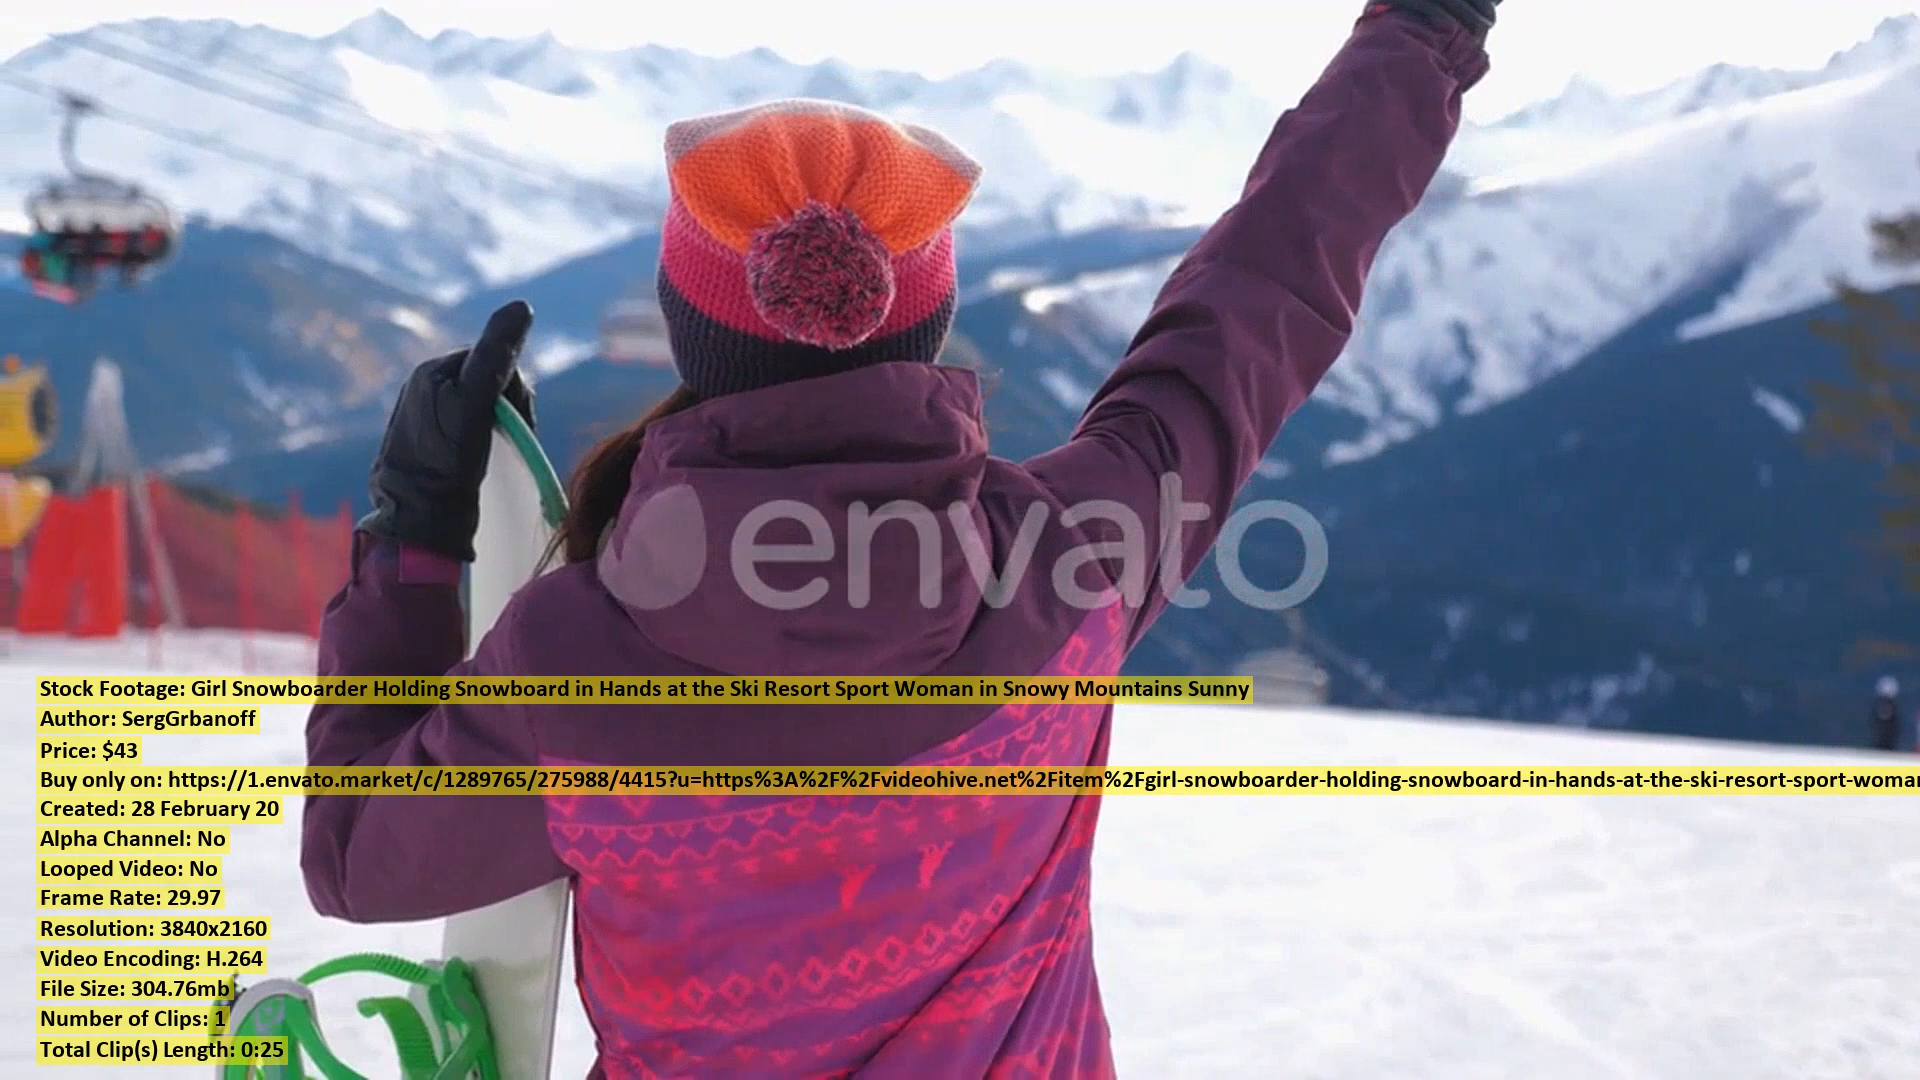 envato
Stock Footage: Girl Snowboarder Holding Snowboard in Hands at the Ski Resort Sport Woman in Snowy Mountains Sunny
Author: SergGrbanoff
Price: $43
Buy only on: https://1.envato.market/c/1289765/275988/4415?u=https%3A%2F%2Fvideohive.net%2Fitem%2Fgirl-snowboarder-holding-snowboard-in-hands-at-the-ski-resort-sport-woman
Created: 28 February 20
Alpha Channel: No
Looped Video: No
Frame Rate: 29.97
Resolution: 3840x2160
Video Encoding: H.264
File Size: 304.76mb
Number of Clips: 1
Total Clip(s) Length: 0:25